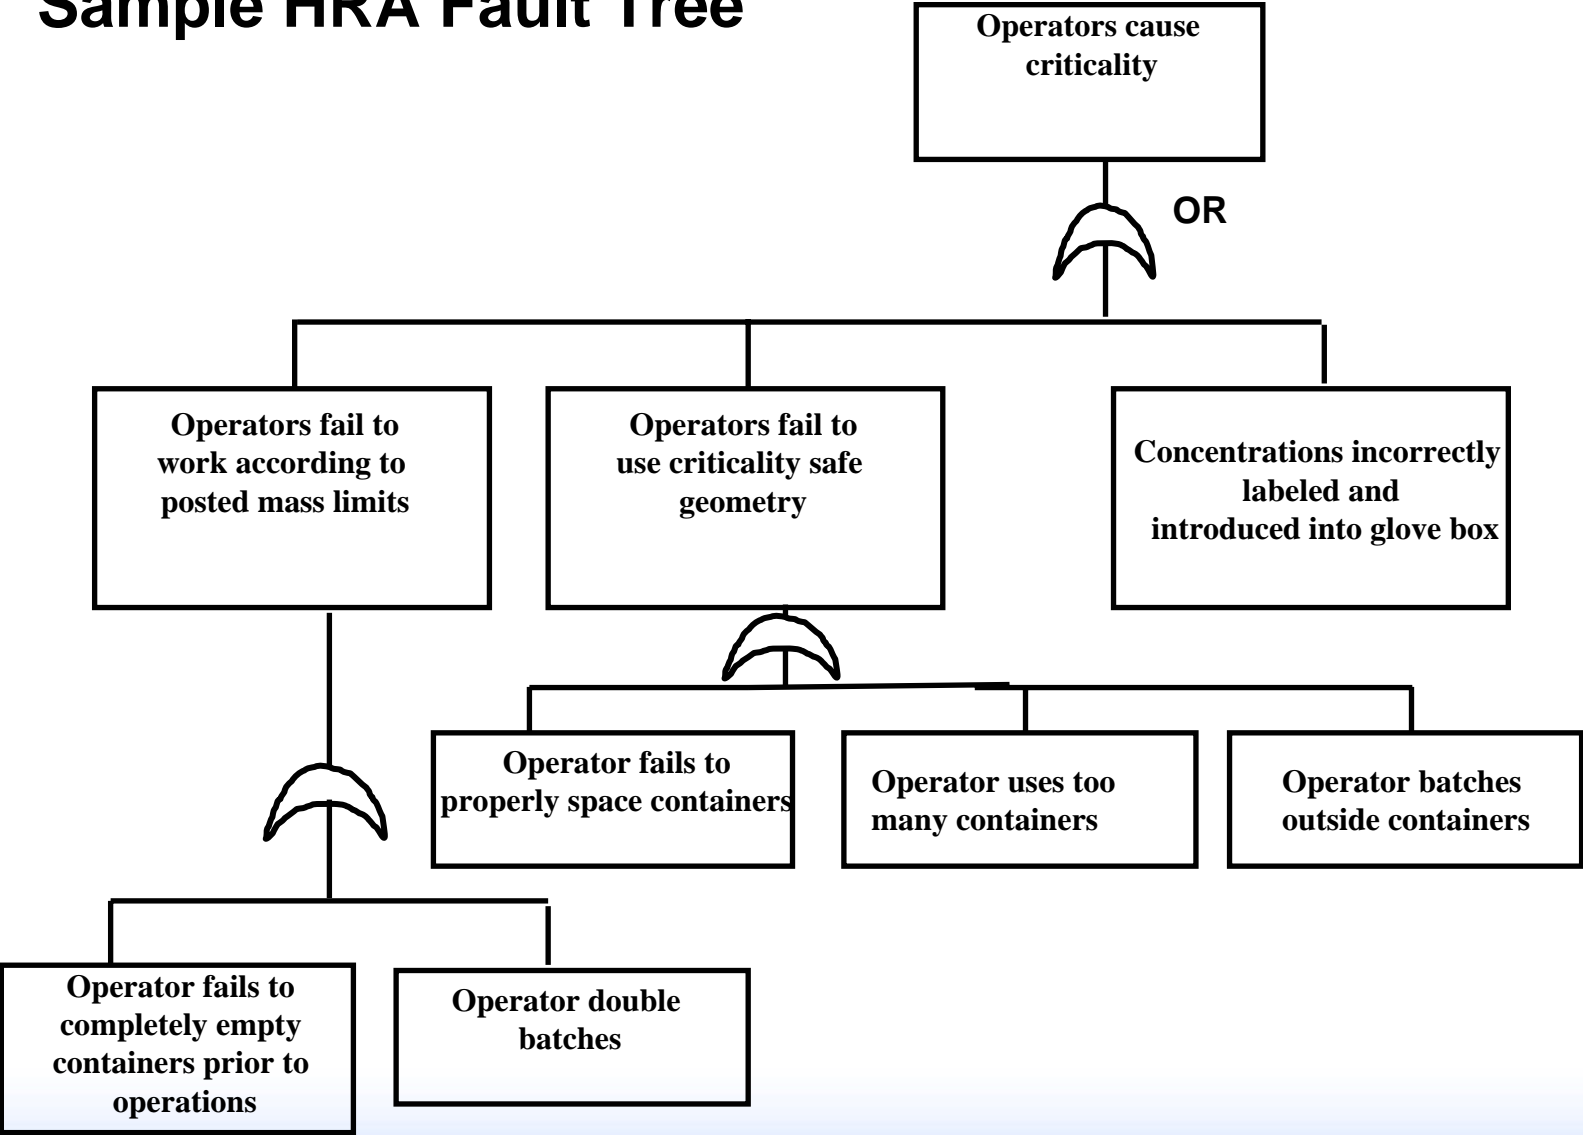 Sample HRA Fault Tree
Operators cause
criticality
OR
Operators fail to
work according to
posted mass limits
Operators fail to
use criticality safe
geometry
Concentrations incorrectly
labeled and
introduced into glove box
Operator fails to
properly space containers
Operator uses too
many containers
Operator batches
outside containers
Operator fails to
completely empty
containers prior to
operations
Operator double
batches